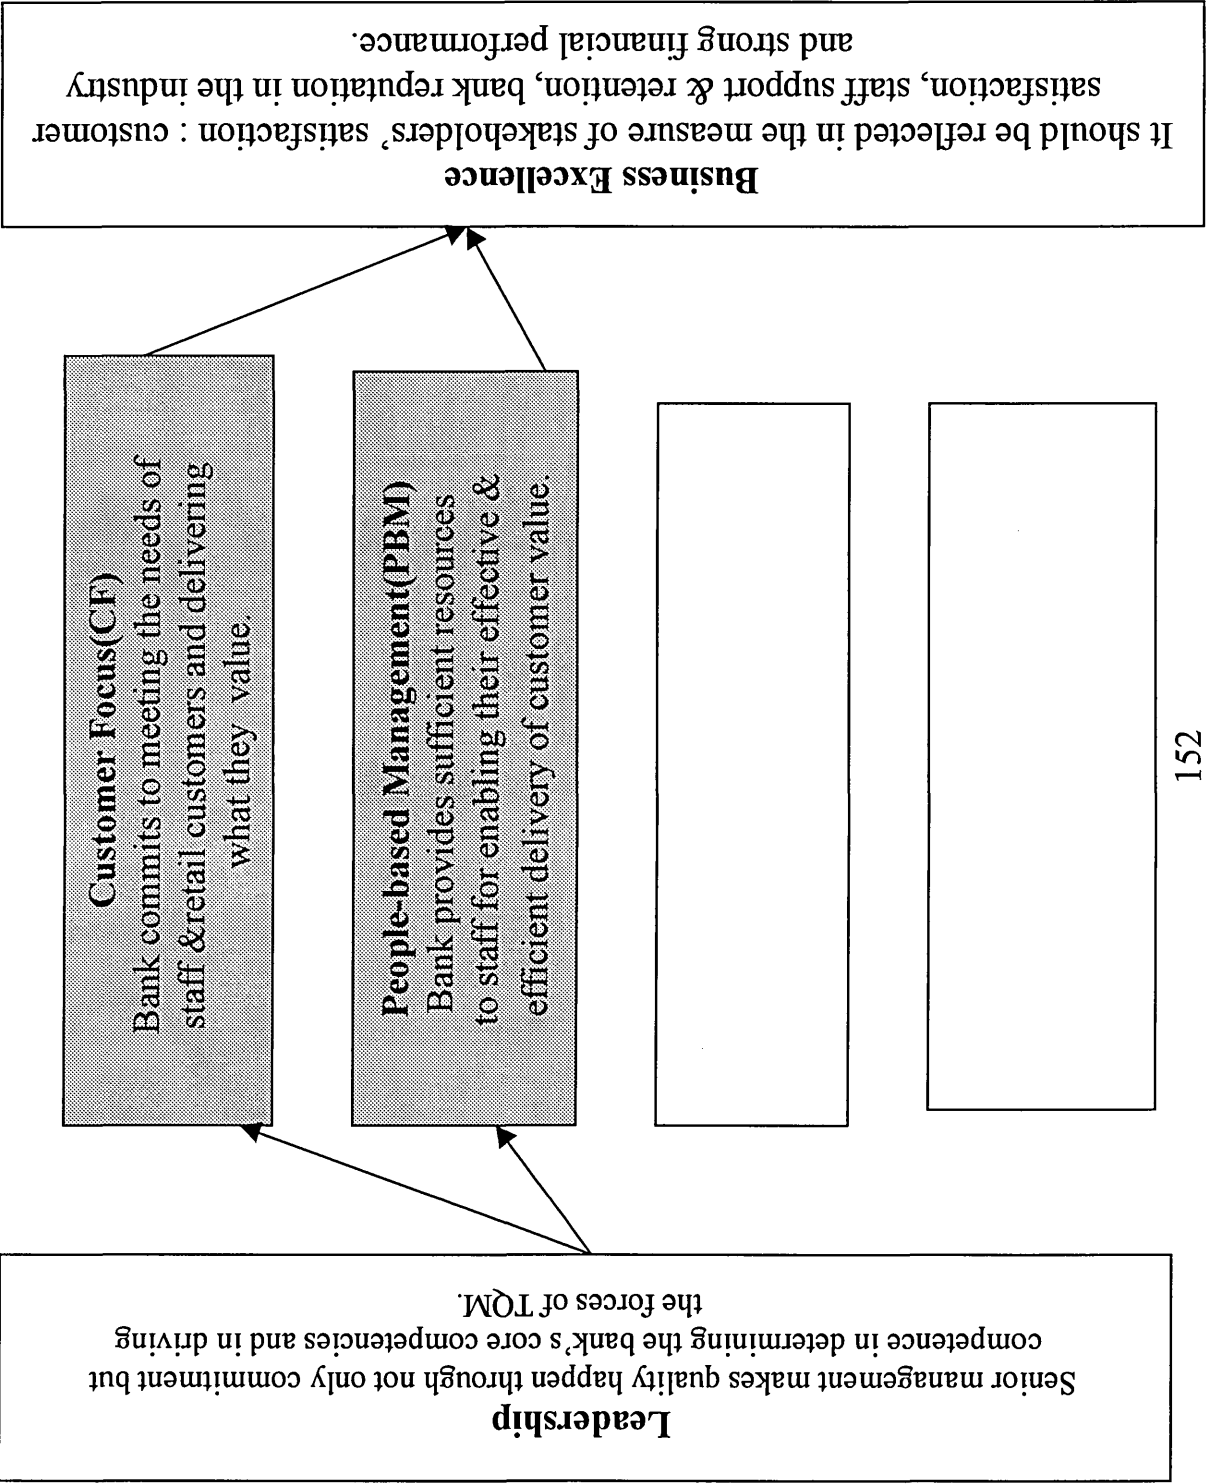 Leadership
Senior management makes quality happen through not only commitment but
competence in determining the bank's core competencies and in driving
the forces of TQM.
Customer Focus(CF)
Bank commits to meeting the needs of
staff &retail customers and delivering
what they value.
People-based Management(PBM)
Bank provides sufficient resources
to staff for enabling their effective &
efficient delivery of customer value.
Business Excellence
It should be reflected in the measure of stakeholders' satisfaction : customer
satisfaction, staff support & retention, bank reputation in the industry
and strong financial performance.
152